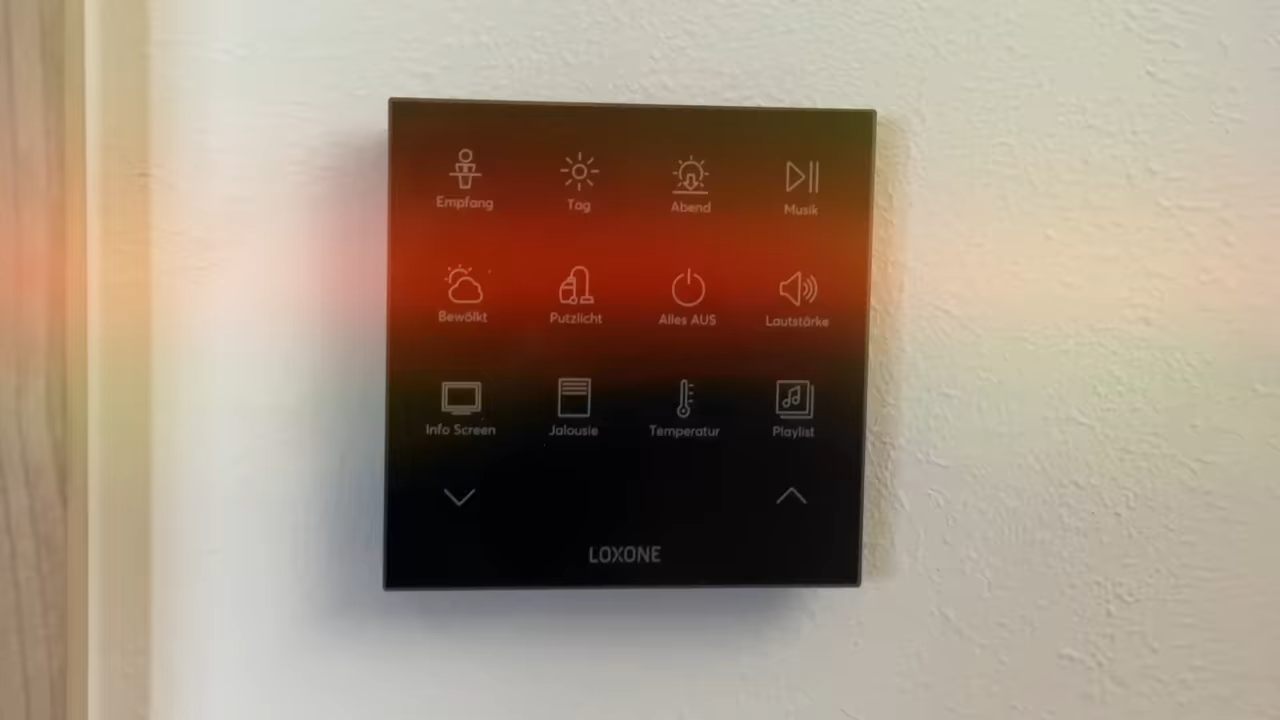 Empfang Tag Abend Musik
Bewölkt Putzlicht Alles AUS Lautstärke
Info Screen Jalousie Temperatur Playlist
LOXONE